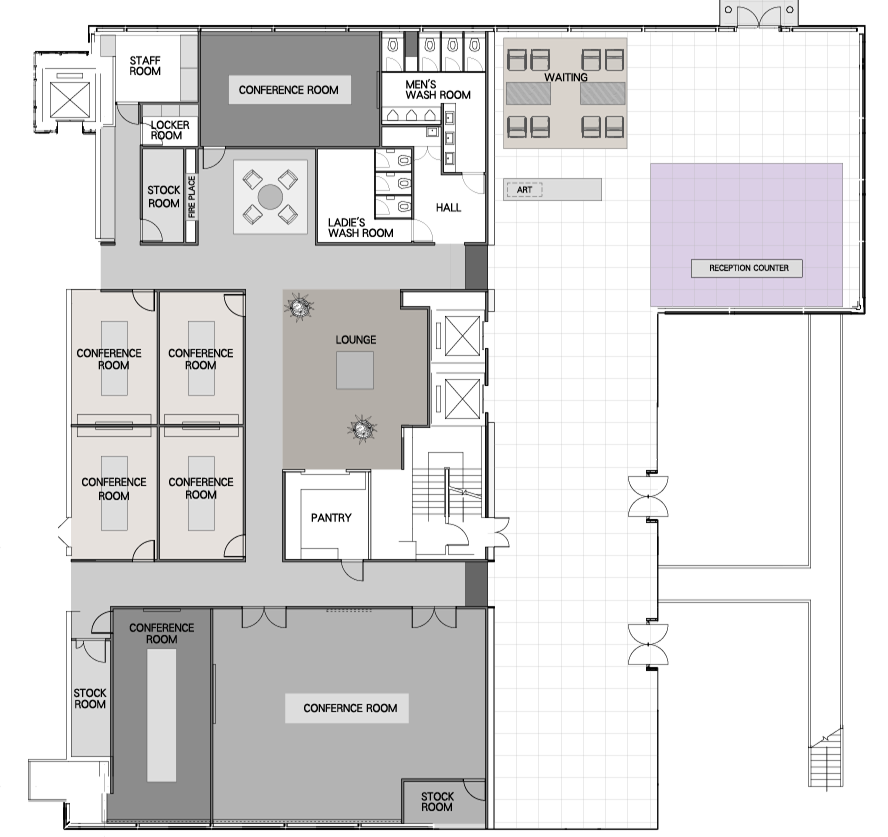 STAFF
ROOM
CONFERENCE ROOM
MEN'S
WASH ROOM
WAITING
LOCKER
ROOM
STOCK
ROOM
FIRE PLACE
LADIE'S
WASH ROOM
HALL
ART
RECEPTION COUNTER
CONFERENCE
ROOM
CONFERENCE
ROOM
LOUNGE
CONFERENCE
ROOM
CONFERENCE
ROOM
PANTRY
CONFERENCE
ROOM
STOCK
ROOM
CONFERNCE ROOM
STOCK
ROOM